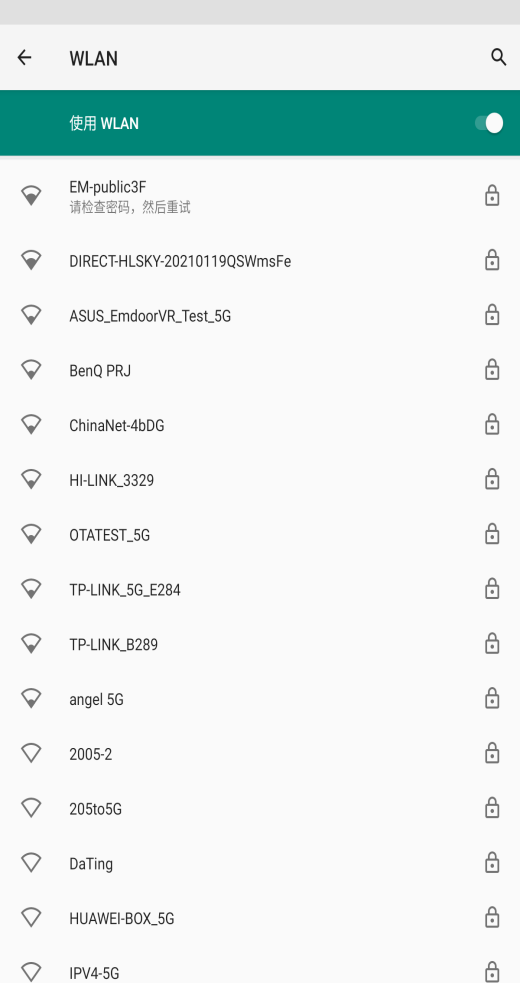 WLAN
使用 WLAN
EM-public3F
请检查密码，然后重试
DIRECT-HLSKY-20210119QSWmsFe
ASUS_EmdoorVR_Test_5G
BenQ PRJ
ChinaNet-4bDG
HI-LINK_3329
OTATEST_5G
TP-LINK_5G_E284
TP-LINK_B289
angel 5G
2005-2
205to5G
DaTing
HUAWEI-BOX_5G
IPV4-5G